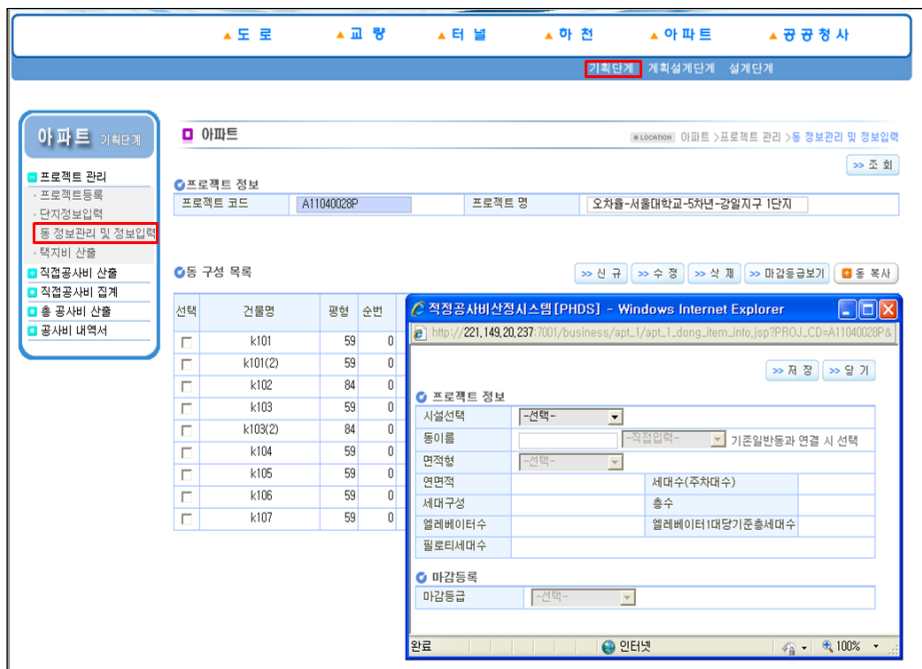 ▲도 로 ▲교 량 ▲터 널 ▲하 천 ▲아 파 트 ▲공 공 청 사
기획단계 계획설계단계 설계단계
아파트 기획단계
프로젝트 관리
· 프로젝트등록
· 단지정보입력
동 정보관리 및 정보입력
· 택지비 산출
직접공사비 산출
직접공사비 집계
총 공사비 산출
공사비 내역서
아파트
LOCATION 아파트 >프로젝트 관리 >동 정보관리 및 정보입력
>> 조 회
프로젝트 정보
프로젝트 코드 A11040028P 프로젝트 명 오차율-서울대학교-5차년-강일지구 1단지
동 구성 목록
>> 신 규 >> 수 정 >> 삭 제 >> 마감등급보기 동 복사
선택 건물명 평형 순번
k101 59 0
k101(2) 59 0
k102 84 0
k103 59 0
k103(2) 84 0
k104 59 0
k105 59 0
k106 59 0
k107 59 0
적정공사비산정시스템[PHDS] - Windows Internet Explorer
http://221,149,20,237:7001/business/apt_1/apt_1_dong_item_info,jsp?PROJ_CD=A11040028P&
>> 저 장 >> 닫 기
프로젝트 정보
시설선택 -선택-
동이름 -직접입력- 기존일반동과 연결 시 선택
면적형 -선택-
연면적 세대수(주차대수)
세대구성 층수
엘레베이터수 엘레베이터1대당기준층세대수
필로티세대수
마감등록
마감등급 -선택-
완료 인터넷 100%